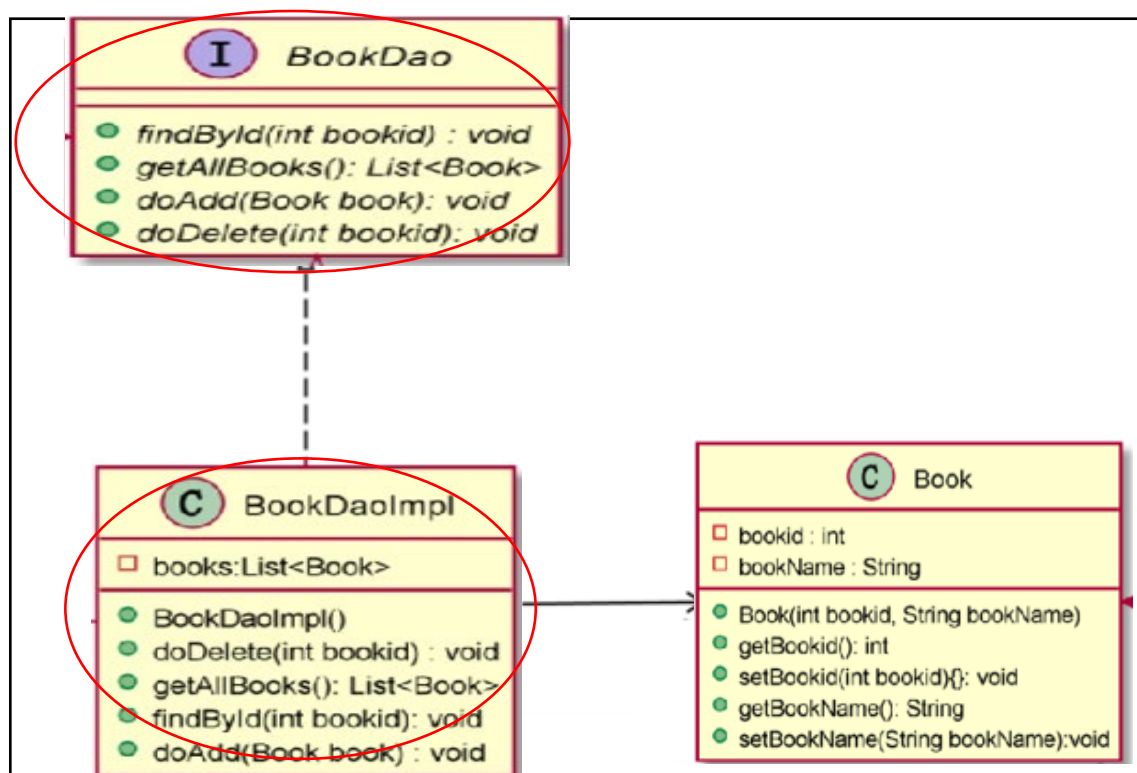 I BookDao
findById(int bookid) : void
getAllBooks(): List<Book>
doAdd(Book book): void
doDelete(int bookid): void
C BookDaoImpl
books:List<Book>
BookDaoImpl()
doDelete(int bookid) : void
getAllBooks(): List<Book>
findById(int bookid): void
doAdd(Book book) : void
C Book
bookid : int
bookName : String
Book(int bookid, String bookName)
getBookid(): int
setBookid(int bookid){}: void
getBookName(): String
setBookName(String bookName):void